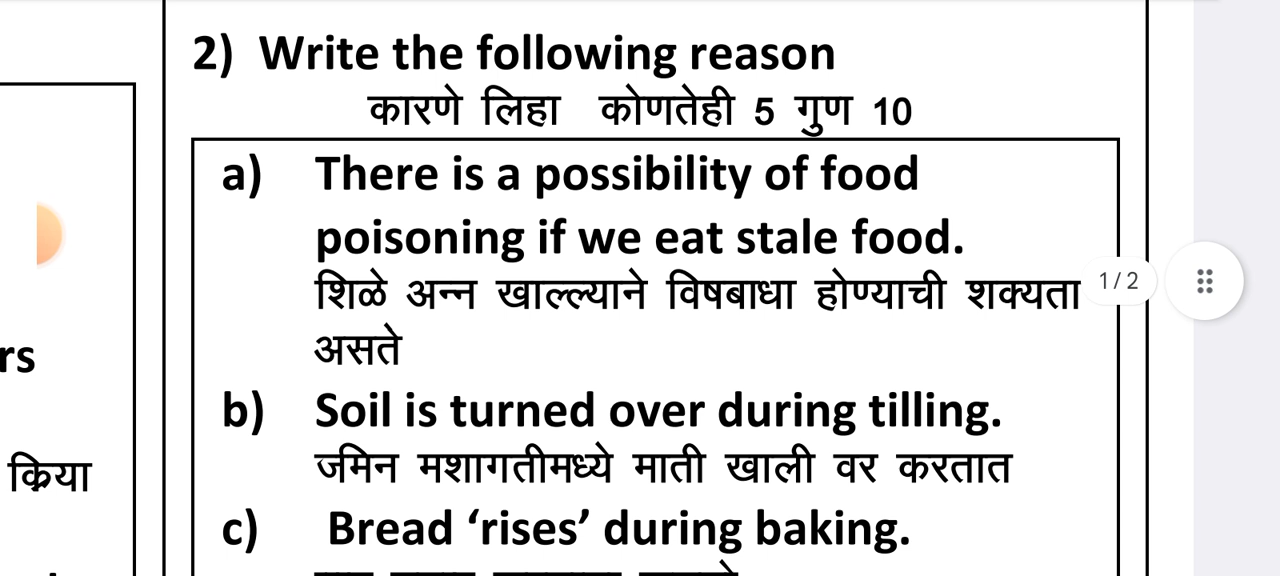 2) Write the following reason
कारणे लिहा कोणतेही 5 गुण 10
a) There is a possibility of food
poisoning if we eat stale food.
शिळे अन्न खाल्ल्याने विषबाधा होण्याची शक्यता
असते
1/2
rs
b) Soil is turned over during tilling.
जमिन मशागतीमध्ये माती खाली वर करतात
क्रिया
c) Bread ‘rises’ during baking.